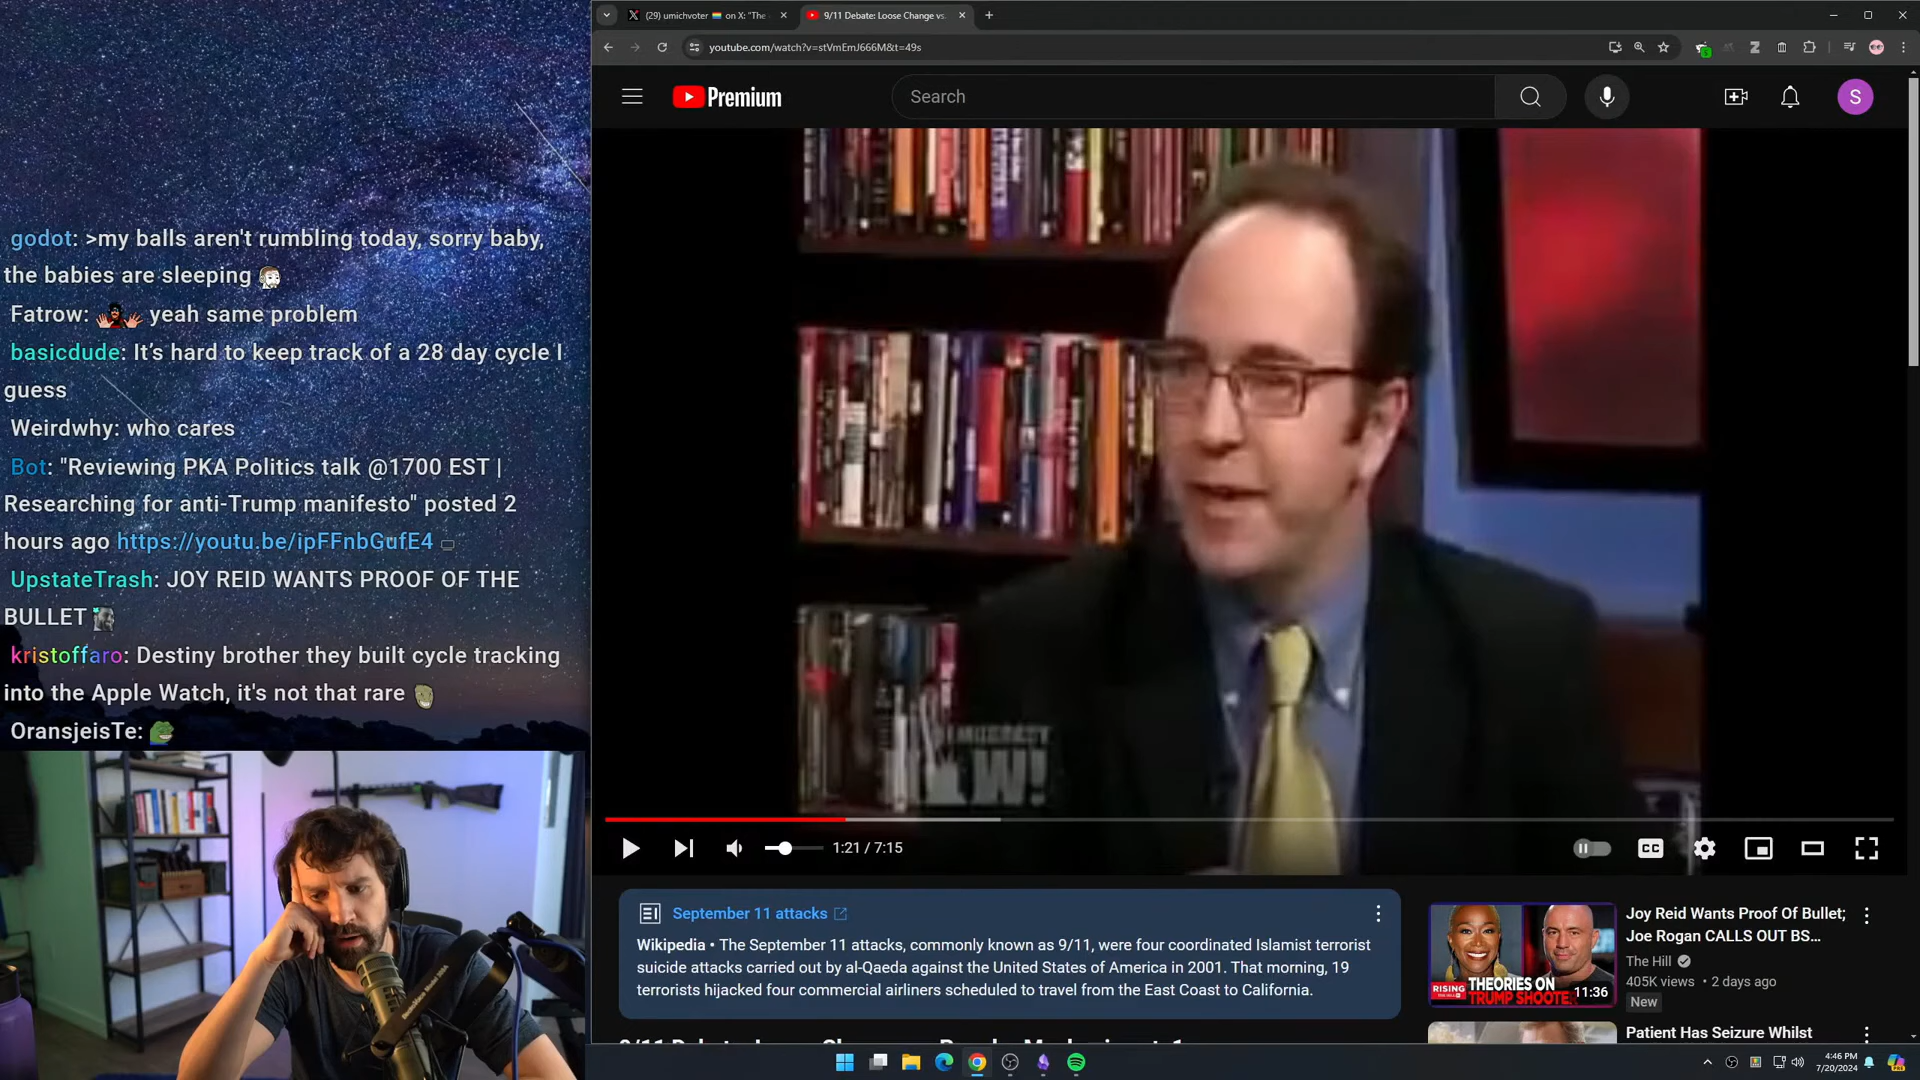 (29) umichvoter on X: "The
9/11 Debate: Loose Change vs.
youtube.com/watch?v=stVmEmJ666M&t=49s
Premium
Search
S
godot: >my balls aren't rumbling today, sorry baby,
the babies are sleeping
Fatrow: yeah same problem
basicdude: It's hard to keep track of a 28 day cycle I
guess
Weirdwhy: who cares
Bot: "Reviewing PKA Politics talk @1700 EST |
Researching for anti-Trump manifesto" posted 2
hours ago https://youtu.be/ipFFnbGufE4
UpstateTrash: JOY REID WANTS PROOF OF THE
BULLET
kristoffaro: Destiny brother they built cycle tracking
into the Apple Watch, it's not that rare
OransjeisTe:
DEMOCRACY
NOW!
1:21 / 7:15
CC
September 11 attacks
Wikipedia • The September 11 attacks, commonly known as 9/11, were four coordinated Islamist terrorist
suicide attacks carried out by al-Qaeda against the United States of America in 2001. That morning, 19
terrorists hijacked four commercial airliners scheduled to travel from the East Coast to California.
9/11 Debate: Loose Change vs.
RISING
THEORIES ON
TRUMP SHOOTE
11:36
Joy Reid Wants Proof Of Bullet;
Joe Rogan CALLS OUT BS...
The Hill
405K views • 2 days ago
New
Patient Has Seizure Whilst
4:46 PM
7/20/2024